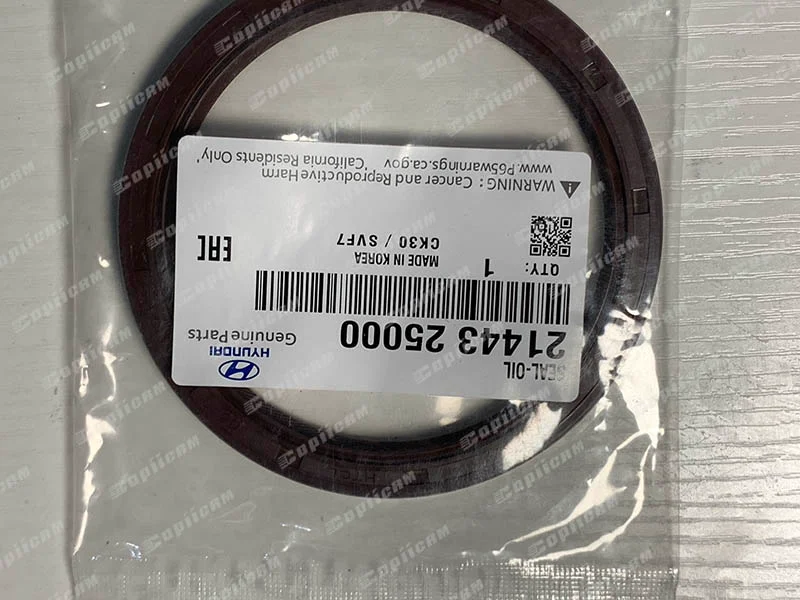 SEAL-OIL
21443 25000
HYUNDAI
Genuine Parts
QTY: 1
MADE IN KOREA
CK30 / SVF7
EAC
WARNING : Cancer and Reproductive Harm
www.P65warnings.ca.gov "California Residents Only"
Copiicam